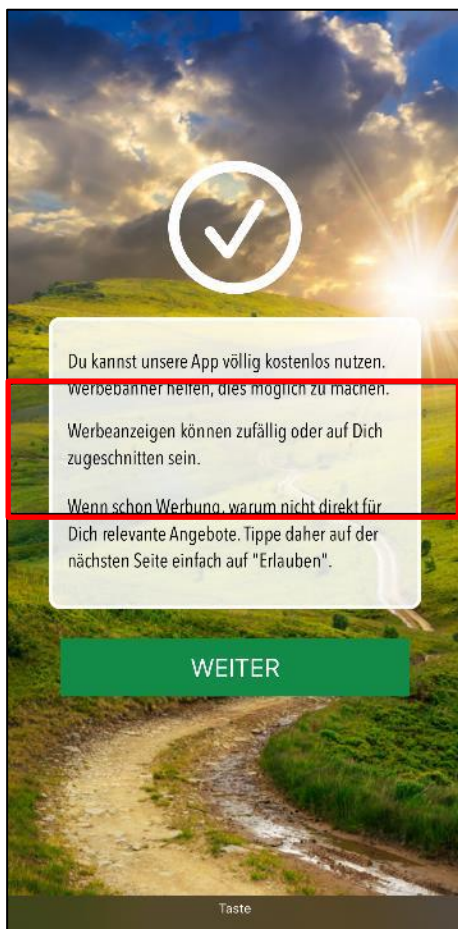 Du kannst unsere App völlig kostenlos nutzen.
Werbebanner helfen, dies möglich zu machen.
Werbeanzeigen können zufällig oder auf Dich
zugeschnitten sein.
Wenn schon Werbung, warum nicht direkt für
Dich relevante Angebote. Tippe daher auf der
nächsten Seite einfach auf "Erlauben".
WEITER
Taste